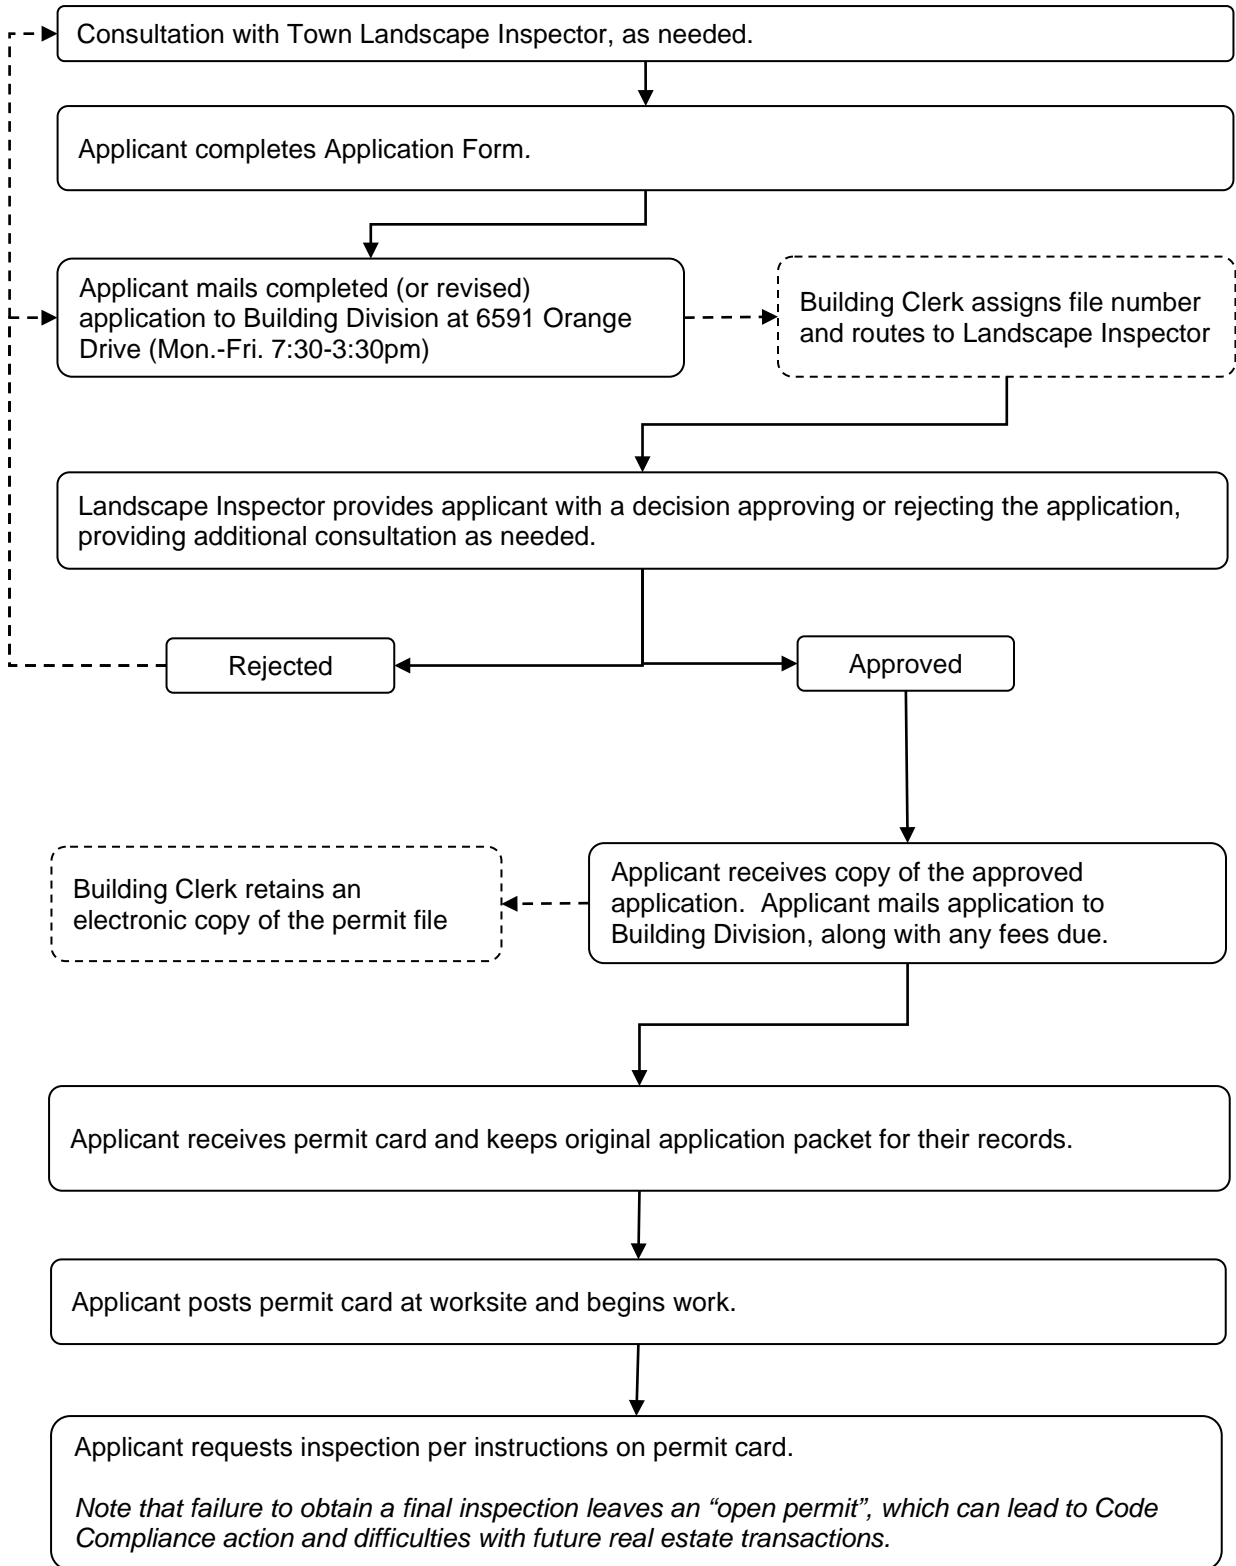 Consultation with Town Landscape Inspector, as needed.
Applicant completes Application Form.
Applicant mails completed (or revised)
application to Building Division at 6591 Orange
Drive (Mon.-Fri. 7:30-3:30pm)
Building Clerk assigns file number
and routes to Landscape Inspector
Landscape Inspector provides applicant with a decision approving or rejecting the application,
providing additional consultation as needed.
Rejected
Approved
Building Clerk retains an
electronic copy of the permit file
Applicant receives copy of the approved
application.  Applicant mails application to
Building Division, along with any fees due.
Applicant receives permit card and keeps original application packet for their records.
Applicant posts permit card at worksite and begins work.
Applicant requests inspection per instructions on permit card.
Note that failure to obtain a final inspection leaves an “open permit”, which can lead to Code
Compliance action and difficulties with future real estate transactions.